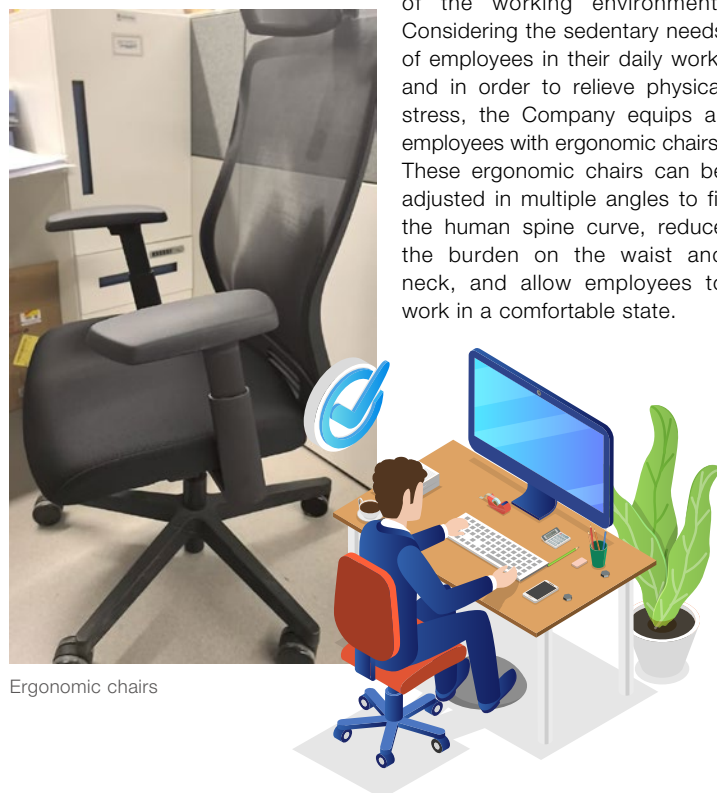 of the working environment
Considering the sedentary needs
of employees in their daily work
and in order to relieve physica
stress, the Company equips a
employees with ergonomic chairs
These ergonomic chairs can be
adjusted in multiple angles to fi
the human spine curve, reduce
the burden on the waist and
neck, and allow employees to
work in a comfortable state.
Ergonomic chairs